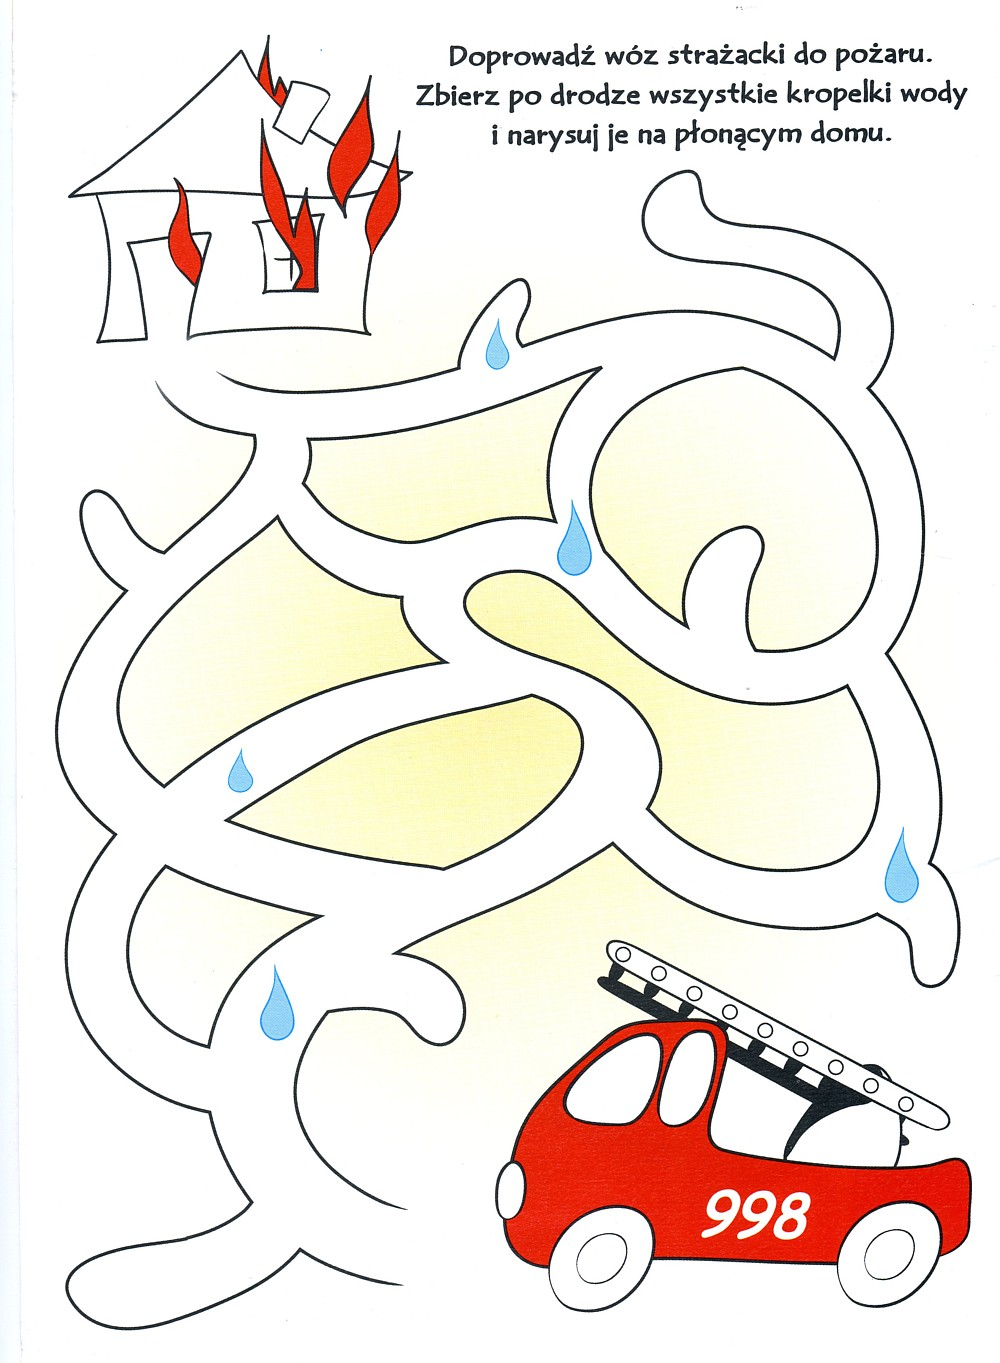 Doprowadź wóz strażacki do pożaru.
Zbierz po drodze wszystkie kropelki wody
i narysuj je na płonącym domu.
998